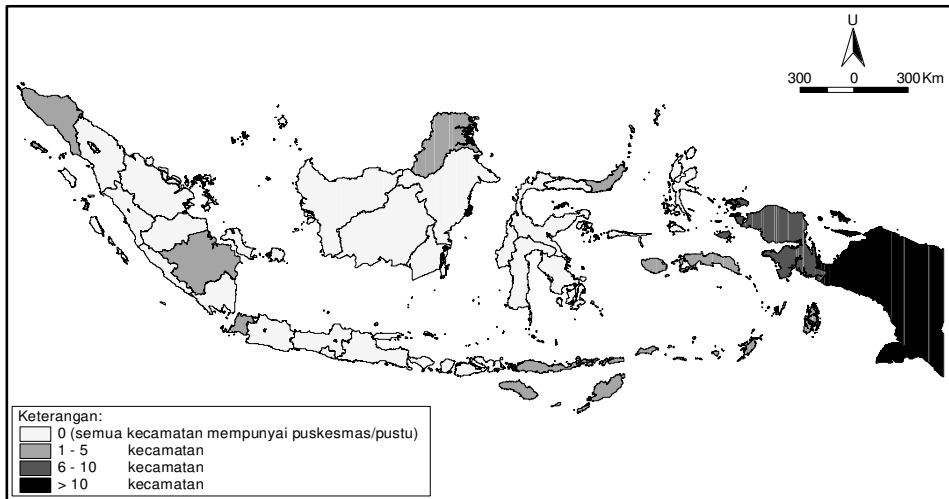 U
300 0 300 Km
Keterangan:
0 (semua kecamatan mempunyai puskesmas/pustu)
1 - 5 kecamatan
6 - 10 kecamatan
> 10 kecamatan